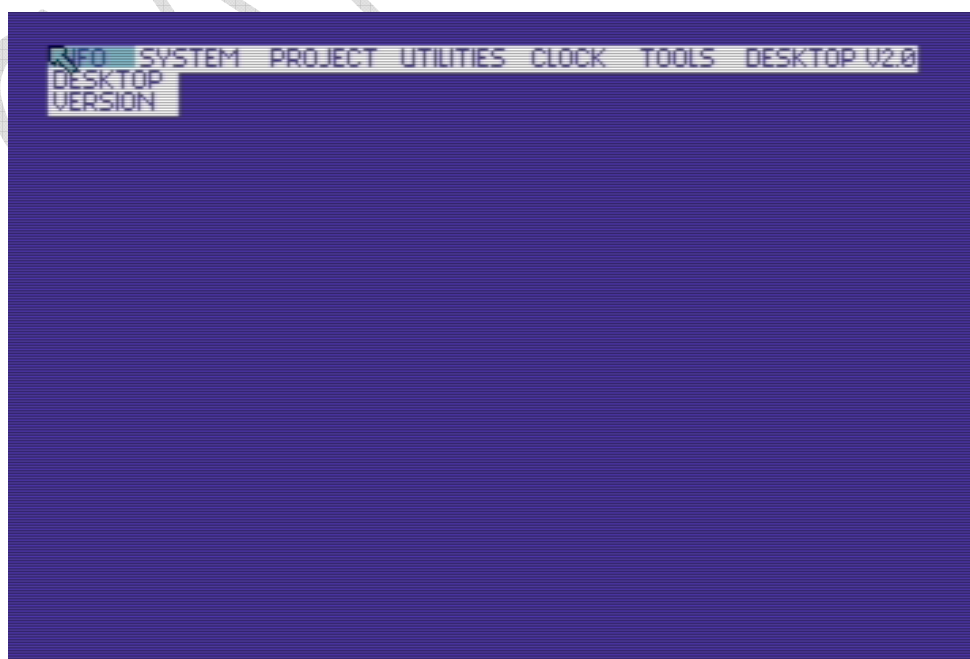 INFO SYSTEM PROJECT UTILITIES CLOCK TOOLS DESKTOP V2.0
DESKTOP
VERSION